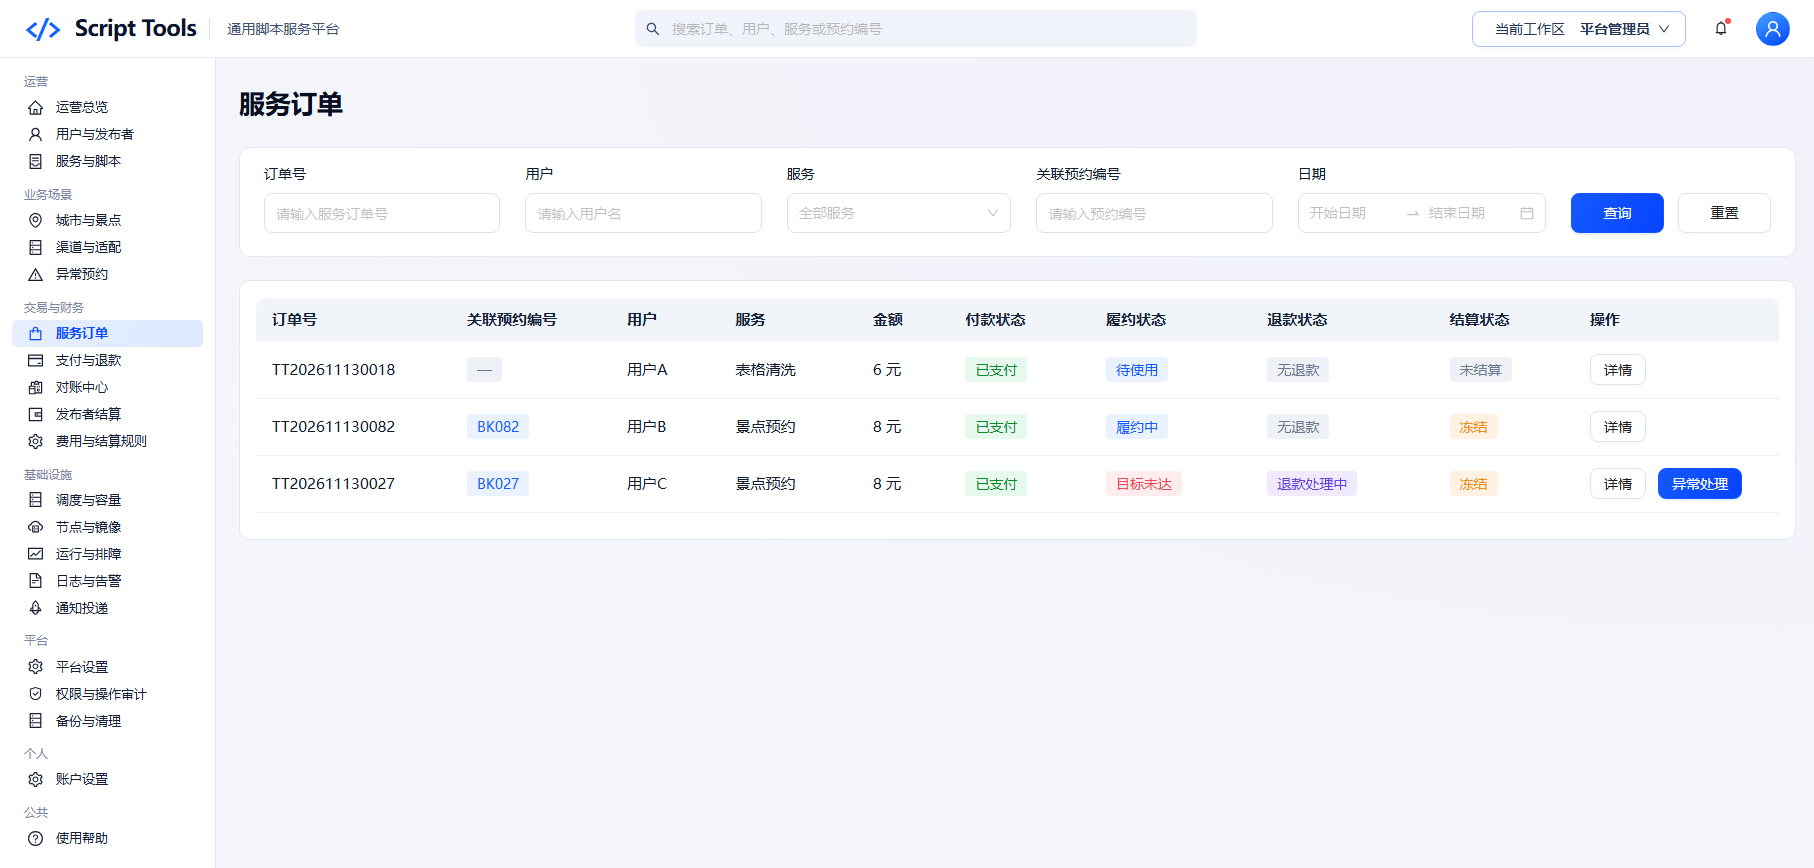 Script Tools 通用脚本服务平台 搜索订单、用户、服务或预约编号 当前工作区 平台管理员
运营
运营总览
用户与发布者
服务与脚本
业务场景
城市与景点
渠道与适配
异常预约
交易与财务
服务订单
支付与退款
对账中心
发布者结算
费用与结算规则
基础设施
调度与容量
节点与镜像
运行与排障
日志与告警
通知投递
平台
平台设置
权限与操作审计
备份与清理
个人
账户设置
公共
使用帮助
服务订单
订单号 用户 服务 关联预约编号 日期
请输入服务订单号 请输入用户名 全部服务 请输入预约编号 开始日期 → 结束日期 查询 重置
订单号 关联预约编号 用户 服务 金额 付款状态 履约状态 退款状态 结算状态 操作
TT202611130018 — 用户A 表格清洗 6 元 已支付 待使用 无退款 未结算 详情
TT202611130082 BK082 用户B 景点预约 8 元 已支付 履约中 无退款 冻结 详情
TT202611130027 BK027 用户C 景点预约 8 元 已支付 目标未达 退款处理中 冻结 详情 异常处理